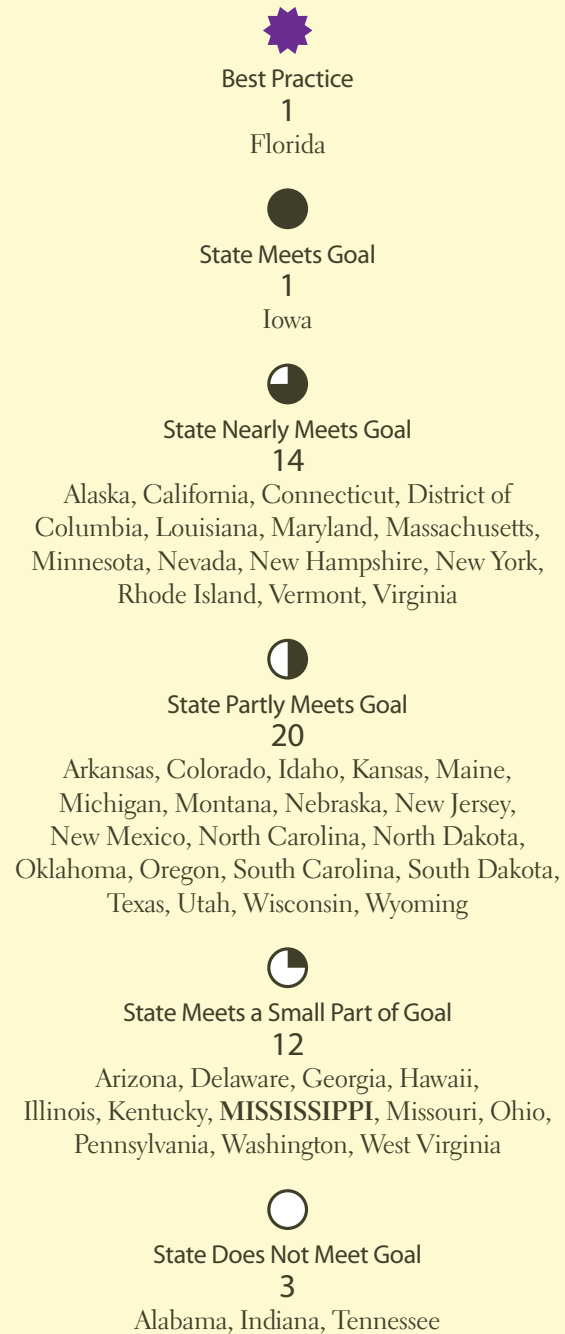 Best Practice
1
Florida
State Meets Goal
1
Iowa
State Nearly Meets Goal
14
Alaska, California, Connecticut, District of
Columbia, Louisiana, Maryland, Massachusetts,
Minnesota, Nevada, New Hampshire, New York,
Rhode Island, Vermont, Virginia
State Partly Meets Goal
20
Arkansas, Colorado, Idaho, Kansas, Maine,
Michigan, Montana, Nebraska, New Jersey,
New Mexico, North Carolina, North Dakota,
Oklahoma, Oregon, South Carolina, South Dakota,
Texas, Utah, Wisconsin, Wyoming
State Meets a Small Part of Goal
12
Arizona, Delaware, Georgia, Hawaii,
Illinois, Kentucky, MISSISSIPPI, Missouri, Ohio,
Pennsylvania, Washington, West Virginia
State Does Not Meet Goal
3
Alabama, Indiana, Tennessee